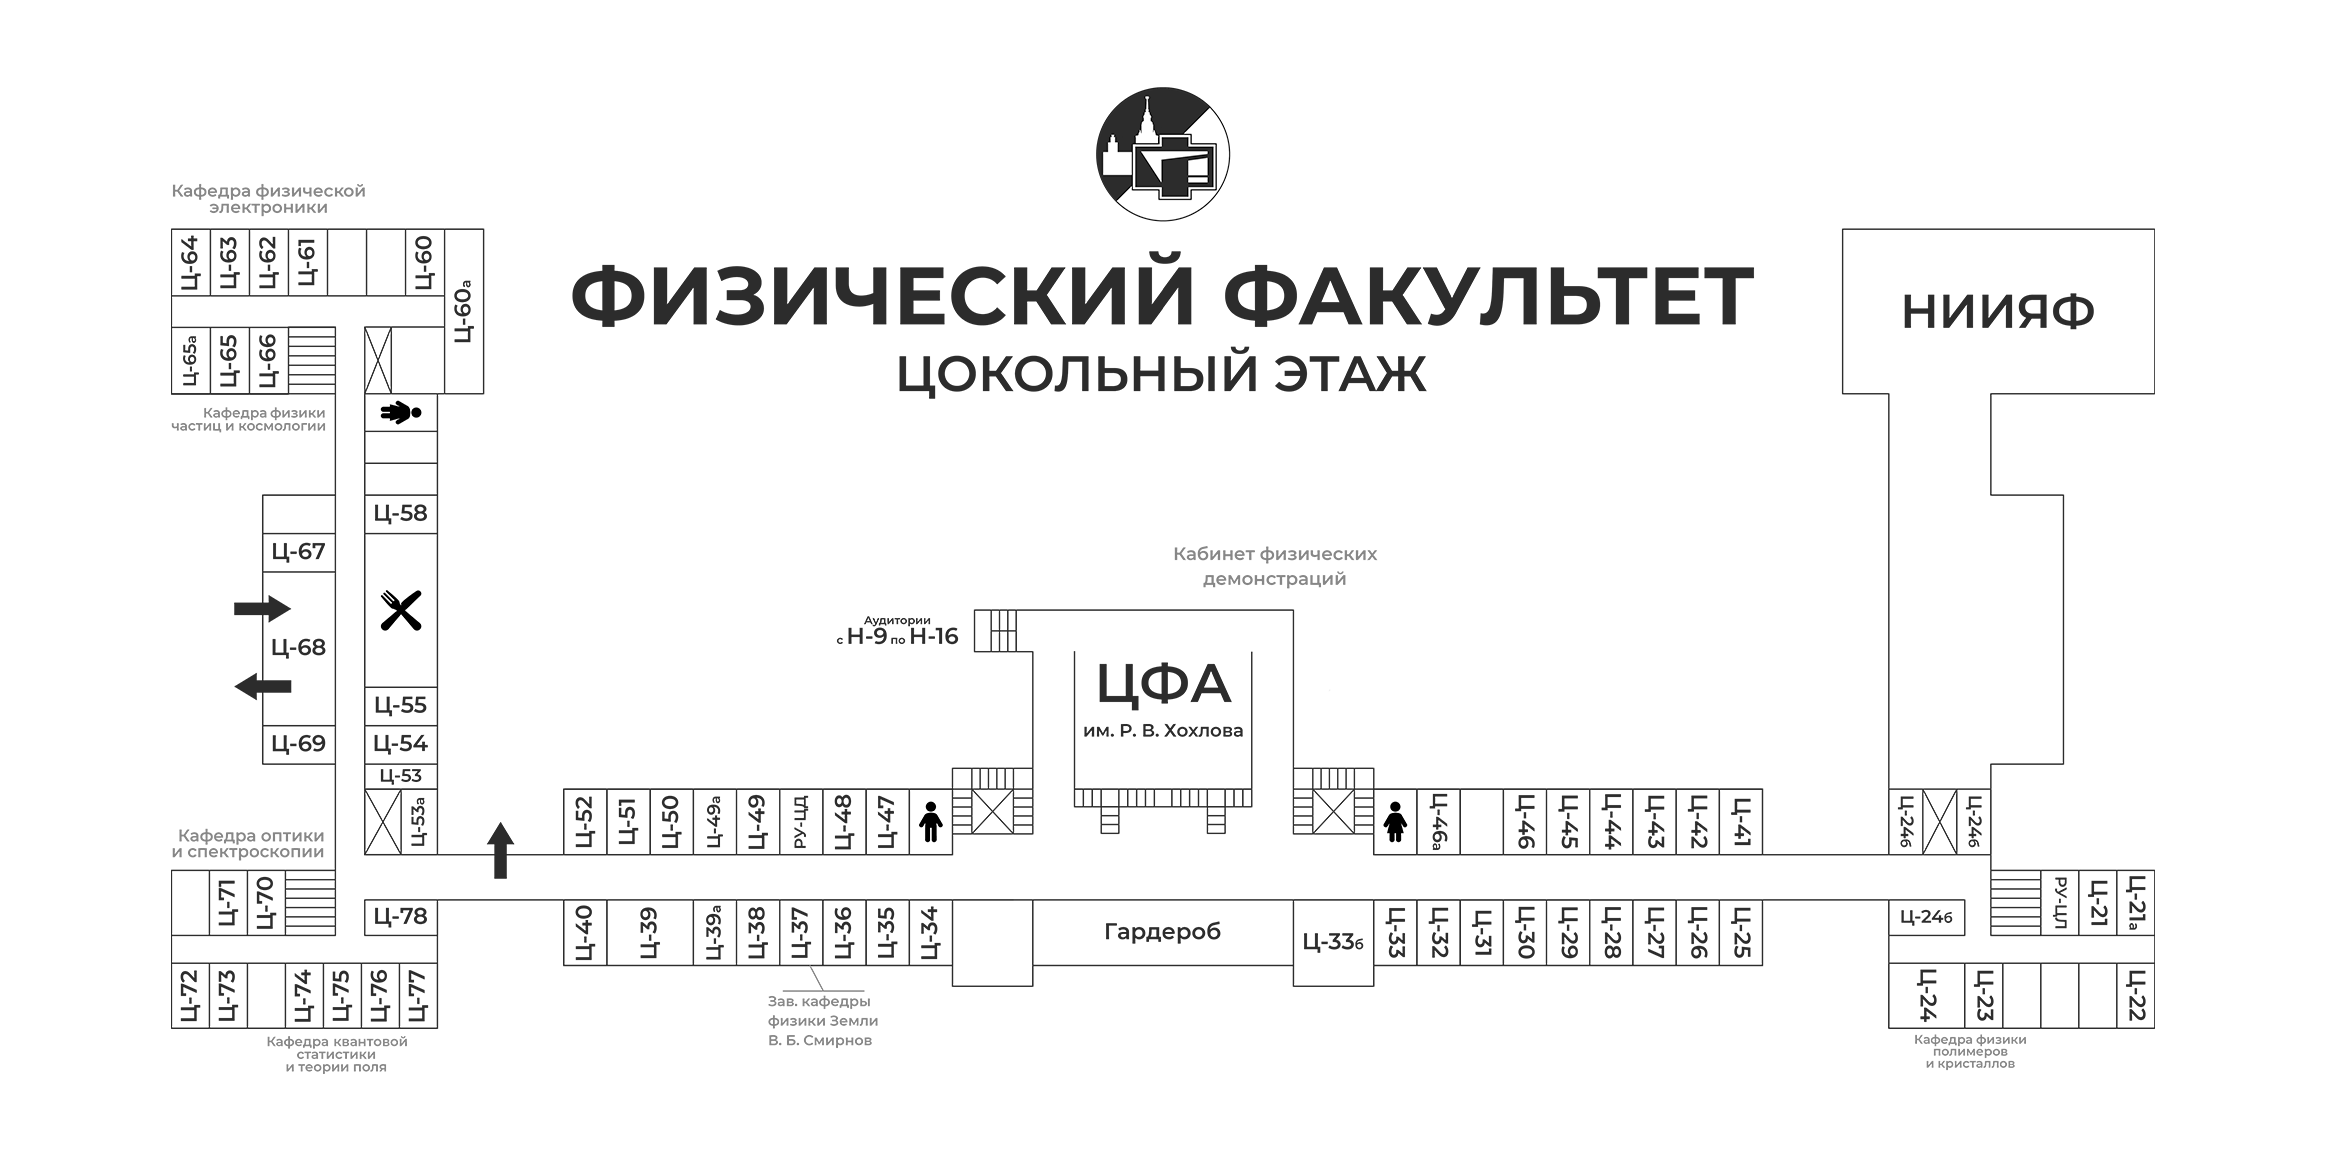 Кафедра физической
электроники
Ц-64
Ц-63
Ц-62
Ц-61
Ц-60
Ц-60а
Ц-65а
Ц-65
Ц-66
Кафедра физики
частиц и космологии
ФИЗИЧЕСКИЙ ФАКУЛЬТЕТ
ЦОКОЛЬНЫЙ ЭТАЖ
НИИЯФ
Ц-58
Ц-67
Ц-68
Ц-55
Ц-69
Ц-54
Ц-53
Ц-53а
Кабинет физических
демонстраций
Аудитории
с Н-9 по Н-16
ЦФА
им. Р. В. Хохлова
Ц-52
Ц-51
Ц-50
Ц-49а
Ц-49
РУ-ЦД
Ц-48
Ц-47
Ц-46а
Ц-46
Ц-45
Ц-44
Ц-43
Ц-42
Ц-41
Ц-24б
Ц-24б
Кафедра оптики
и спектроскопии
Ц-71
Ц-70
Ц-78
Ц-40
Ц-39
Ц-39а
Ц-38
Ц-37
Ц-36
Ц-35
Ц-34
Гардероб
Ц-33б
Ц-33
Ц-32
Ц-31
Ц-30
Ц-29
Ц-28
Ц-27
Ц-26
Ц-25
Ц-24б
РУ-ЦЛ
Ц-21
Ц-21а
Ц-72
Ц-73
Ц-74
Ц-75
Ц-76
Ц-77
Зав. кафедры
физики Земли
В. Б. Смирнов
Ц-24
Ц-23
Ц-22
Кафедра квантовой
статистики
и теории поля
Кафедра физики
полимеров
и кристаллов